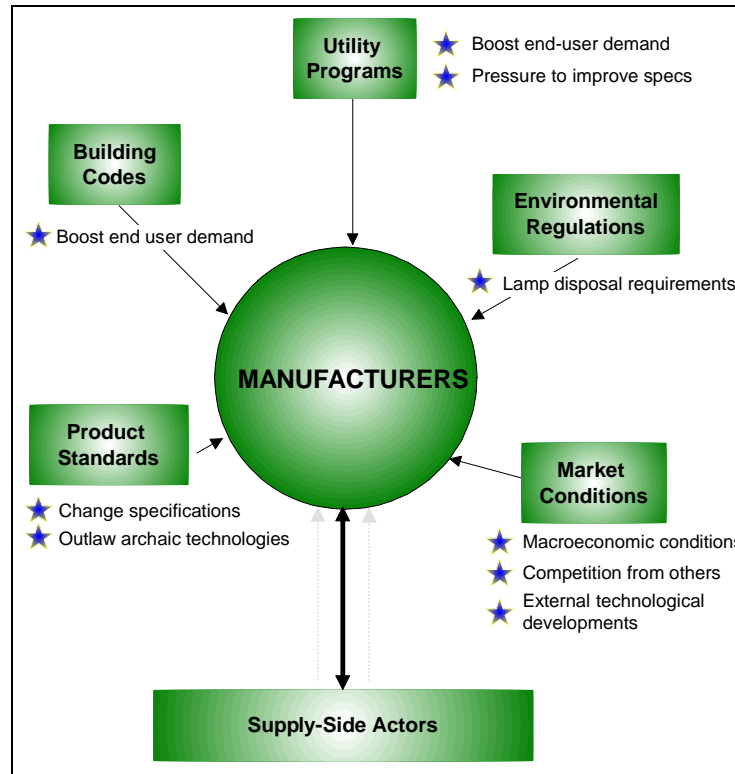 Utility
Programs
Boost end-user demand
Pressure to improve specs
Building
Codes
Boost end user demand
Environmental
Regulations
Lamp disposal requirements
MANUFACTURERS
Product
Standards
Change specifications
Outlaw archaic technologies
Market
Conditions
Macroeconomic conditions
Competition from others
External technological
developments
Supply-Side Actors